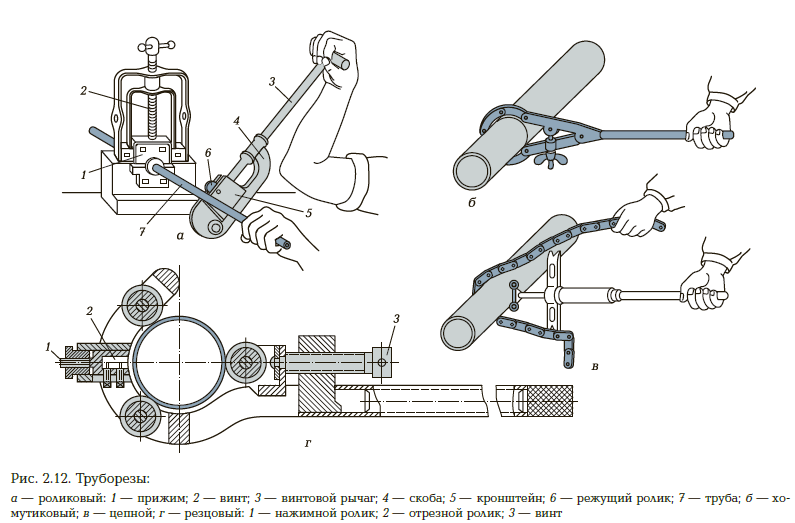 3
2
4
6
1
5
7
а
б
2
1
3
в
г
Рис. 2.12. Труборезы:
а — роликовый: 1 — прижим; 2 — винт; 3 — винтовой рычаг; 4 — скоба; 5 — кронштейн; 6 — режущий ролик; 7 — труба; б — хо-
мутиковый; в — цепной; г — резцовый: 1 — нажимной ролик; 2 — отрезной ролик; 3 — винт